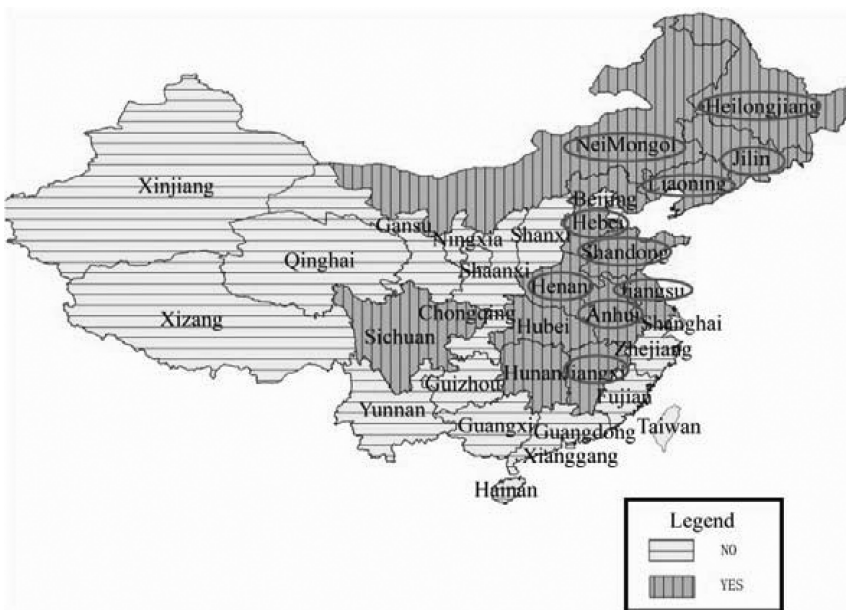 Heilongjiang
NeiMongol
Jilin
Xinjiang
Liaoning
Beijing
Gansu
Hebei
Ningxia
Shanxi
Shandong
Qinghai
Shaanxi
Henan
Jiangsu
Xizang
Chongqing
Anhui
Hubei
Shanghai
Sichuan
Zhejiang
Hunan
Jiangxi
Guizhou
Fujian
Yunnan
Guangxi
Guangdong
Taiwan
Xianggang
Hainan
Legend
NO
YES